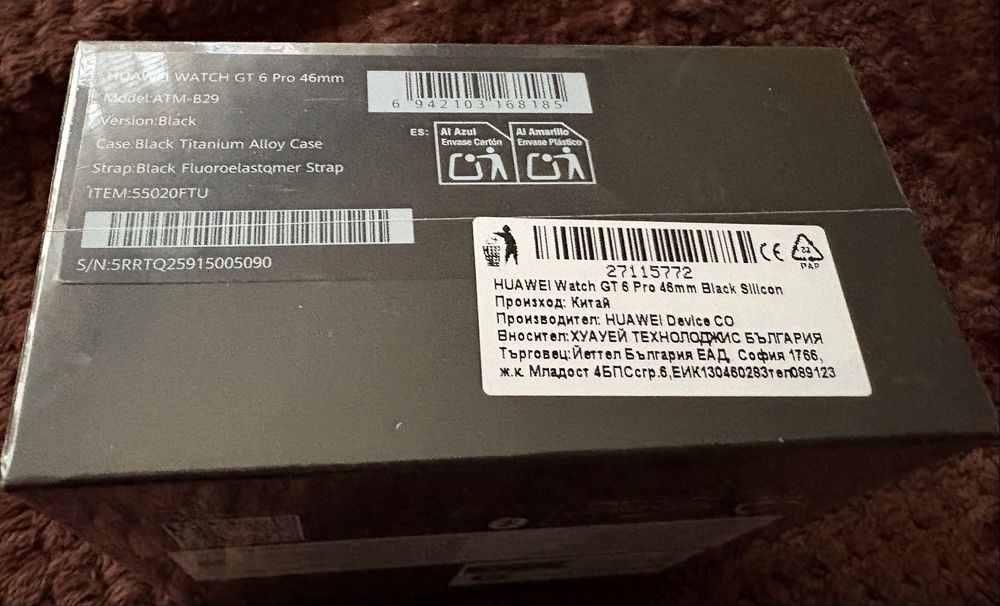 HUAWEI WATCH GT 6 Pro 46mm
Model:ATM-B29
Version:Black
Case:Black Titanium Alloy Case
Strap:Black Fluoroelastomer Strap
ITEM:55020FTU
S/N:5RRTQ25915005090
6 942103 168185
ES:
Al Azul
Envase Cartón
Al Amarillo
Envase Plástico
27115772
CE
22
PAP
HUAWEI Watch GT 6 Pro 46mm Black Silicon
Произход: Китай
Производител: HUAWEI Device CO
Вносител:ХУАУЕЙ ТЕХНОЛОДЖИС БЪЛГАРИЯ
Търговец:Йеттел България ЕАД, София 1766,
ж.к. Младост 4БПСсгр.6,ЕИК130460283тел089123